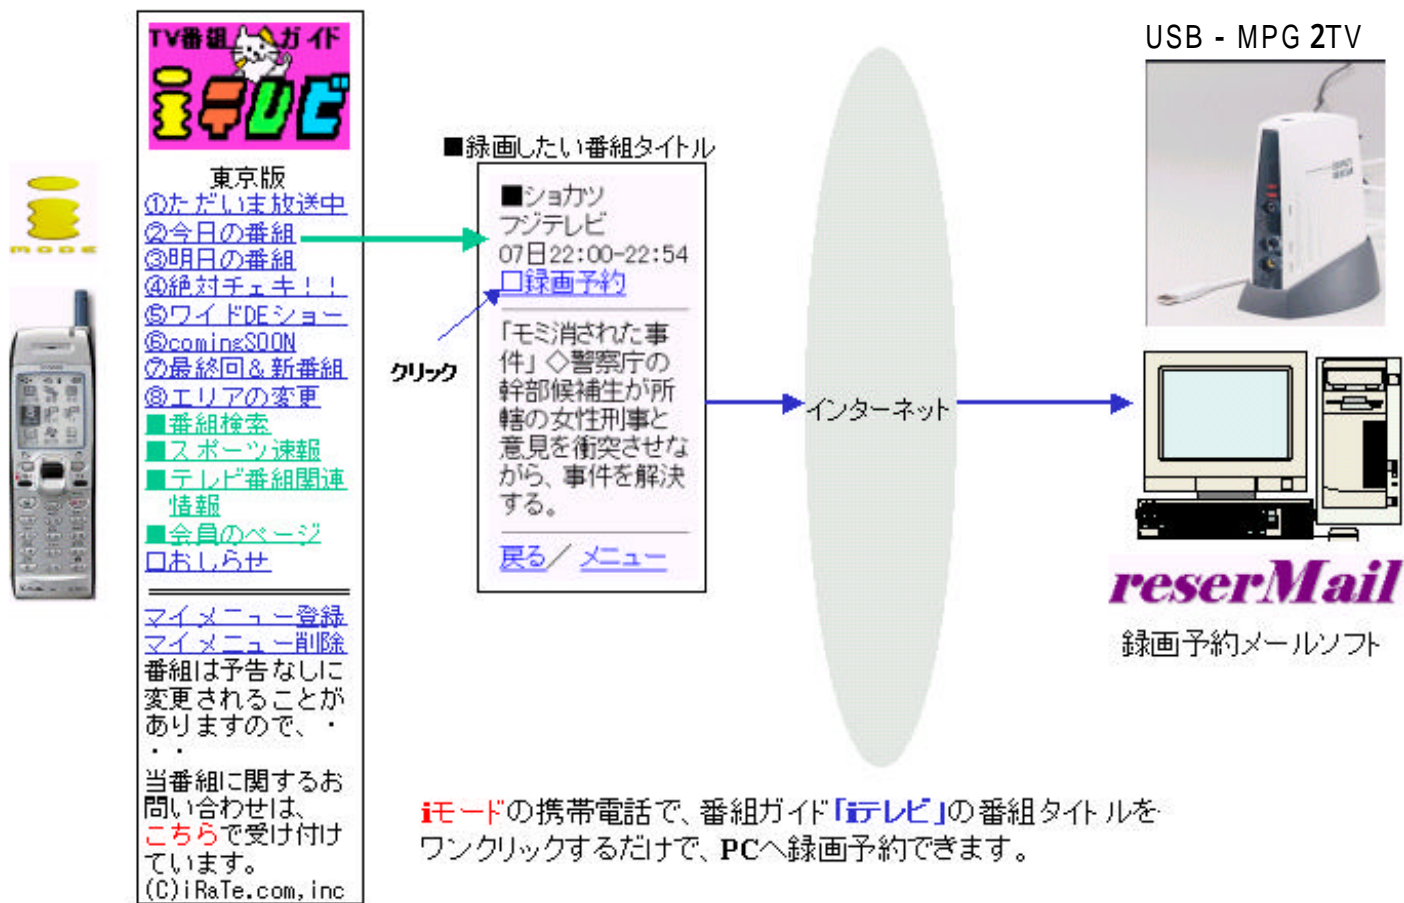 TV番組ガイド
iテレビ
東京版
①ただいま放送中
②今日の番組
③明日の番組
④絶対チェキ!!
⑤ワイドDEショー
⑥comingSOON
⑦最終回&新番組
⑧エリアの変更
■番組検索
■スポーツ速報
■テレビ番組関連
情報
■会員のページ
□おしらせ
マイメニュー登録
マイメニュー削除
番組は予告なしに
変更されることが
ありますので、・
・・
当番組に関するお
問い合わせは、
こちらで受け付け
ています。
(C)iRaTe.com,inc
MODE
■録画したい番組タイトル
■ショカツ
フジテレビ
07日22:00-22:54
□録画予約
「モミ消された事
件」◇警察庁の
幹部候補生が所
轄の女性刑事と
意見を衝突させな
がら、事件を解決
する。
戻る/ メニュー
クリック
インターネット
USB - MPG 2TV
reserMail
録画予約メールソフト
iモードの携帯電話で、番組ガイド「iテレビ」の番組タイトルを
ワンクリックするだけで、PCへ録画予約できます。